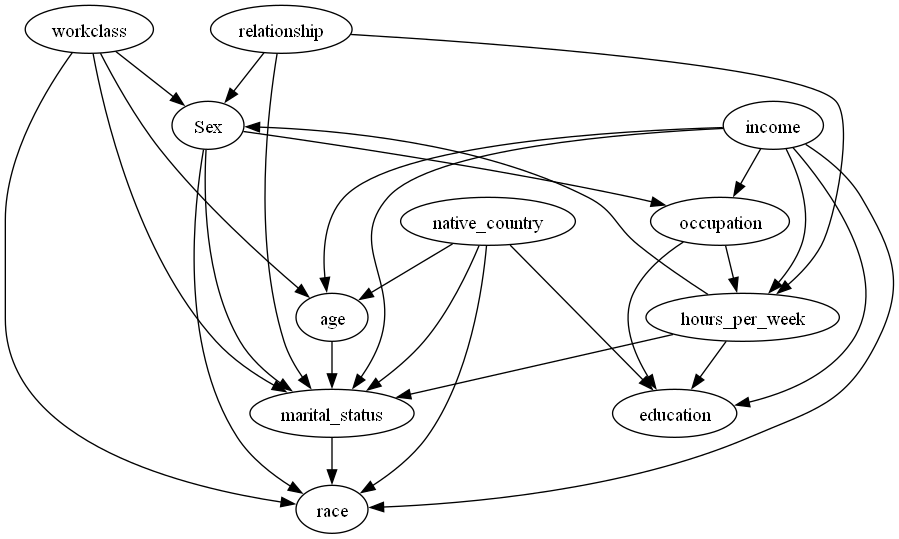 workclass
relationship
Sex
income
native_country
occupation
age
hours_per_week
marital_status
education
race